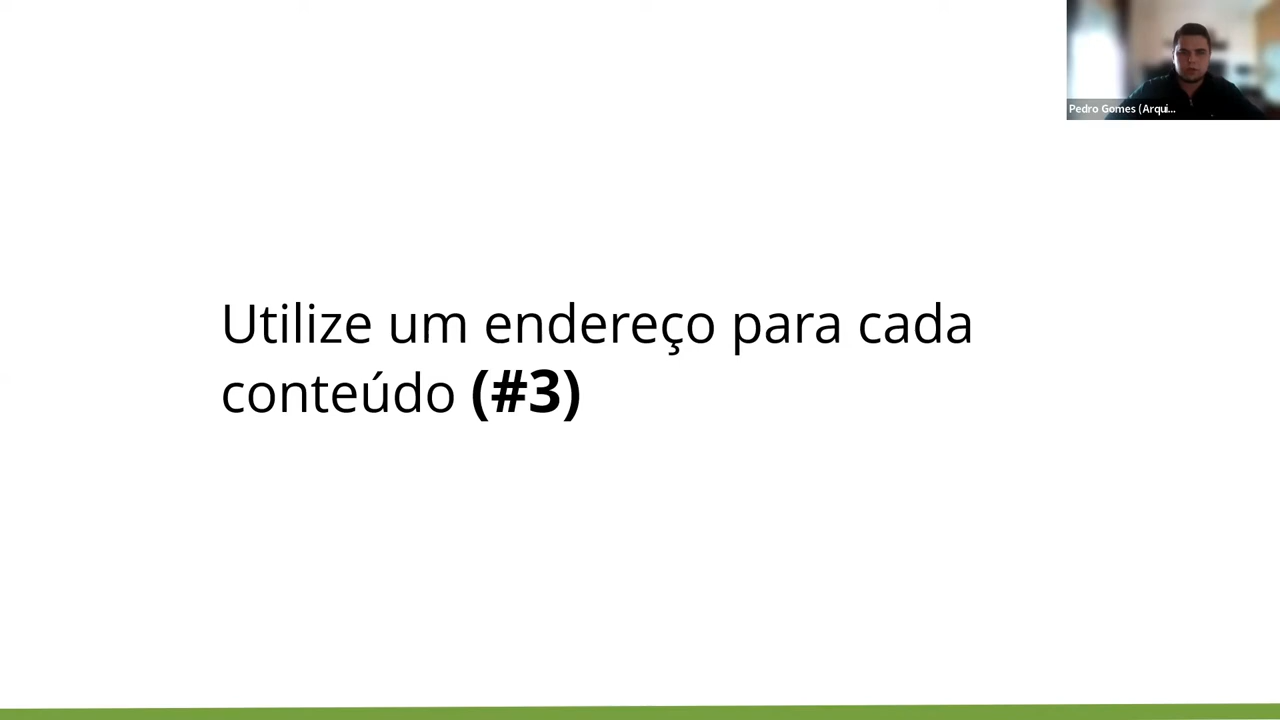 Pedro Gomes (Arqui...
Utilize um endereço para cada
conteúdo (#3)